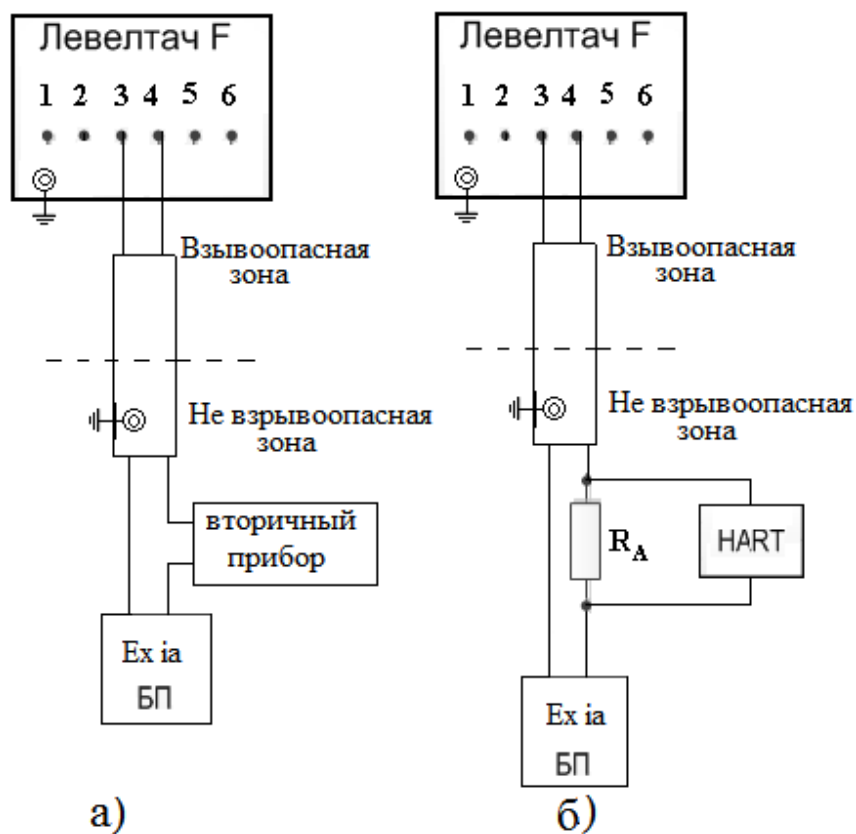 Левелтач F
1 2 3 4 5 6
Взывоопасная
зона
Не взрывоопасная
зона
вторичный
прибор
Ex ia
БП
а)
Левелтач F
1 2 3 4 5 6
Взывоопасная
зона
Не взрывоопасная
зона
RA
HART
Ex ia
БП
б)